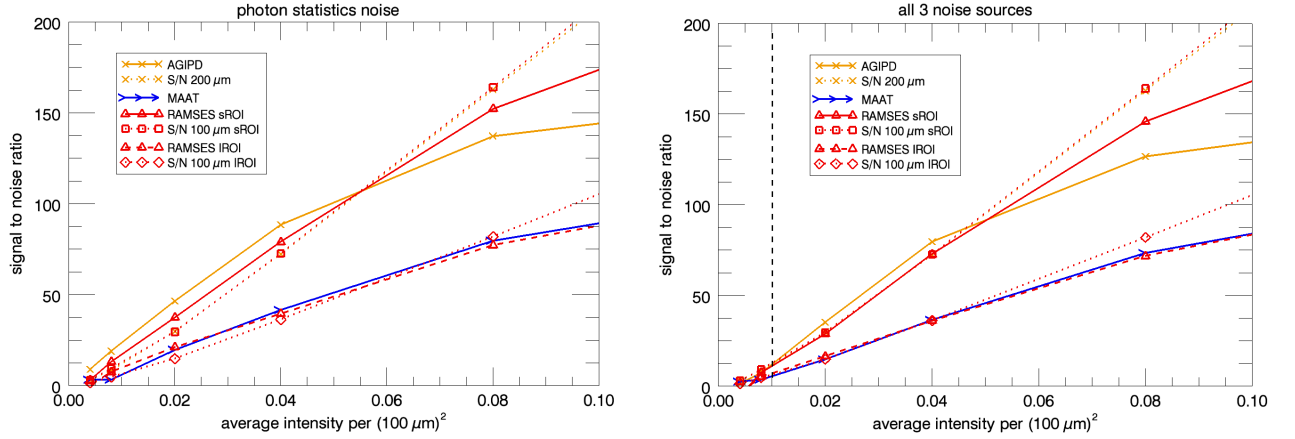 photon statistics noise
200
150
100
50
0
signal to noise ratio
AGIPD
S/N 200 μm
MAAT
RAMSES sROI
S/N 100 μm sROI
RAMSES lROI
S/N 100 μm lROI
0.00 0.02 0.04 0.06 0.08 0.10
average intensity per (100 μm)²
all 3 noise sources
200
150
100
50
0
signal to noise ratio
AGIPD
S/N 200 μm
MAAT
RAMSES sROI
S/N 100 μm sROI
RAMSES lROI
S/N 100 μm lROI
0.00 0.02 0.04 0.06 0.08 0.10
average intensity per (100 μm)²